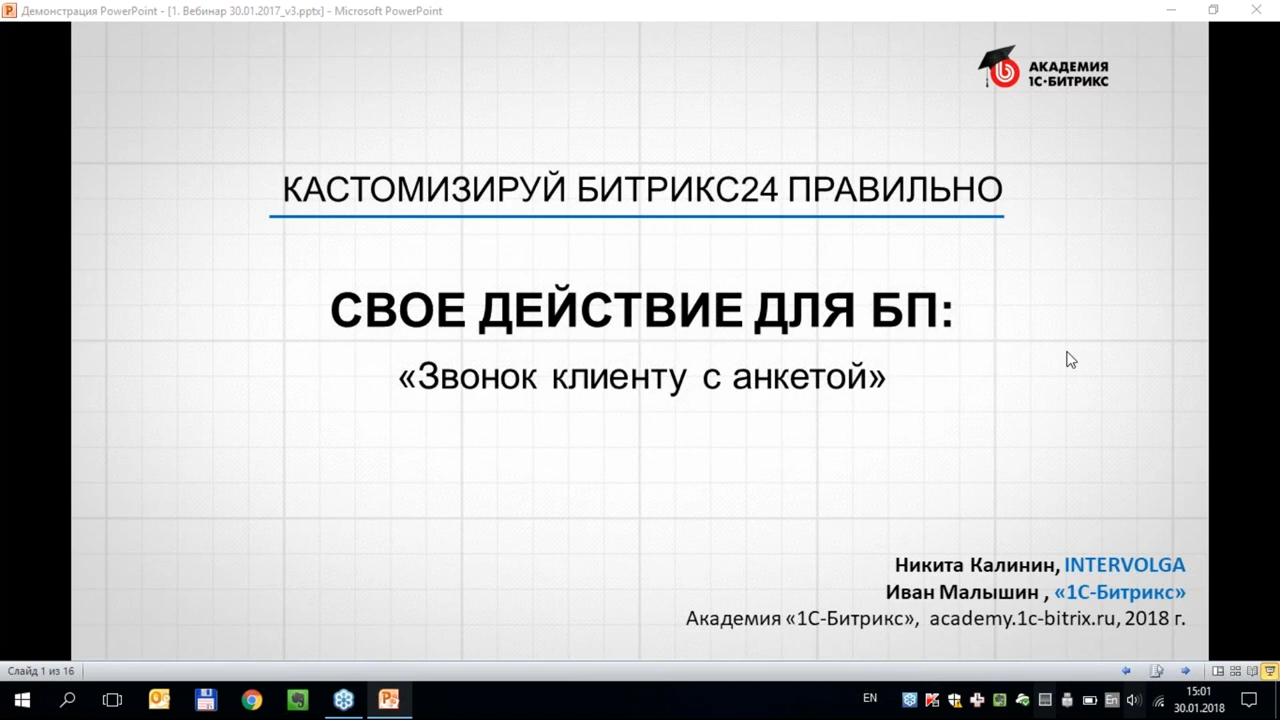 Демонстрация PowerPoint - [1. Вебинар 30.01.2017_v3.pptx] - Microsoft PowerPoint
АКАДЕМИЯ
1С·БИТРИКС
КАСТОМИЗИРУЙ БИТРИКС24 ПРАВИЛЬНО
СВОЕ ДЕЙСТВИЕ ДЛЯ БП:
«Звонок клиенту с анкетой»
Никита Калинин, INTERVOLGA
Иван Малышин , «1С-Битрикс»
Академия «1С-Битрикс», academy.1c-bitrix.ru, 2018 г.
Слайд 1 из 16
EN
En
15:01
30.01.2018